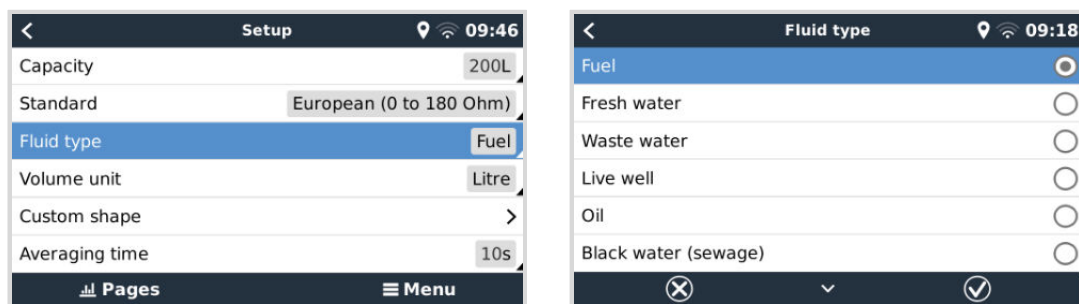 Setup 09:46
Capacity 200L
Standard European (0 to 180 Ohm)
Fluid type Fuel
Volume unit Litre
Custom shape
Averaging time 10s
Pages Menu
Fluid type 09:18
Fuel
Fresh water
Waste water
Live well
Oil
Black water (sewage)